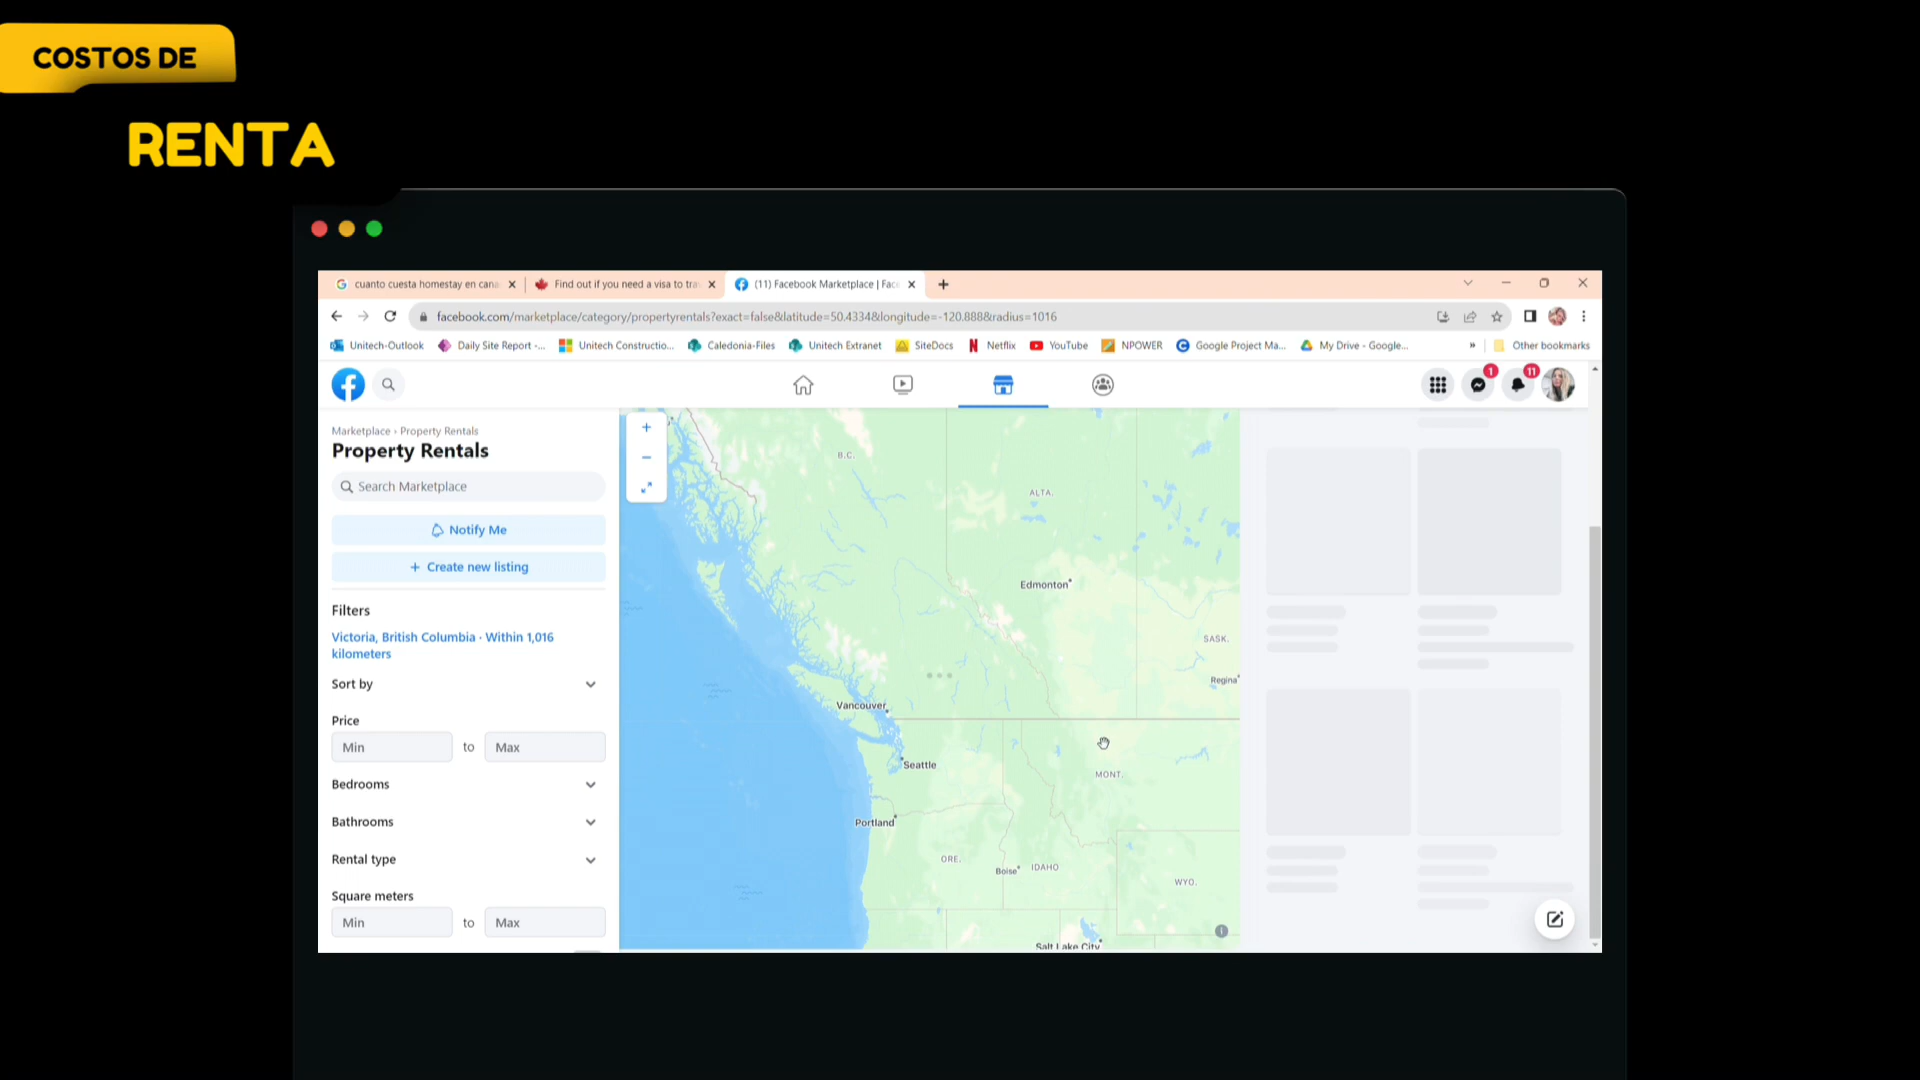 COSTOS DE
RENTA
cuanto cuesta homestay en cana
Find out if you need a visa to tra
(11) Facebook Marketplace | Face
facebook.com/marketplace/category/propertyrentals?exact=false&latitude=50.4334&longitude=-120.888&radius=1016
Unitech-Outlook
Daily Site Report -...
Unitech Constructio...
Caledonia-Files
Unitech Extranet
SiteDocs
Netflix
YouTube
NPOWER
Google Project Ma...
My Drive - Google...
»
Other bookmarks
1
11
Marketplace › Property Rentals
Property Rentals
Search Marketplace
Notify Me
+ Create new listing
Filters
Victoria, British Columbia · Within 1,016
kilometers
Sort by
Price
Min to Max
Bedrooms
Bathrooms
Rental type
Square meters
Min to Max
B.C.
ALTA.
Edmonton
SASK.
Regina
Vancouver
Seattle
MONT.
Portland
ORE.
Boise
IDAHO
WYO.
Salt Lake City